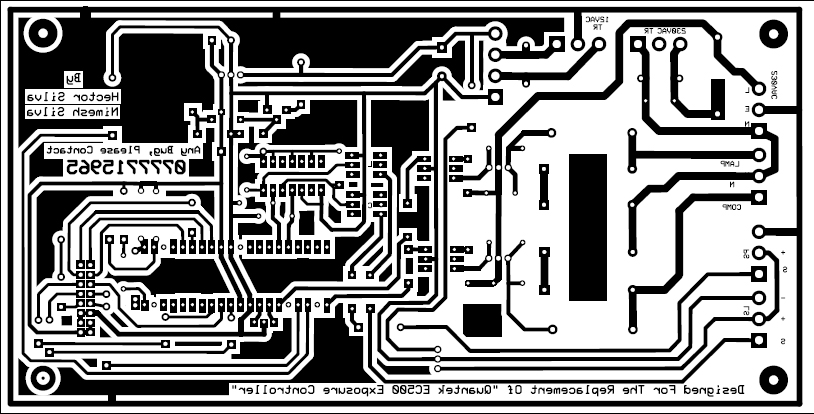 12VAC
TR
230VAC TR
230VAC
L
E
N
By
Hector Silva
Nimesh Silva
Any Bug, Please Contact
0777715965
LAMP
N
COMP
+
PS
S
-
LS
+
S
Designed For The Replacement Of "Quantek EC500 Exposure Controller"